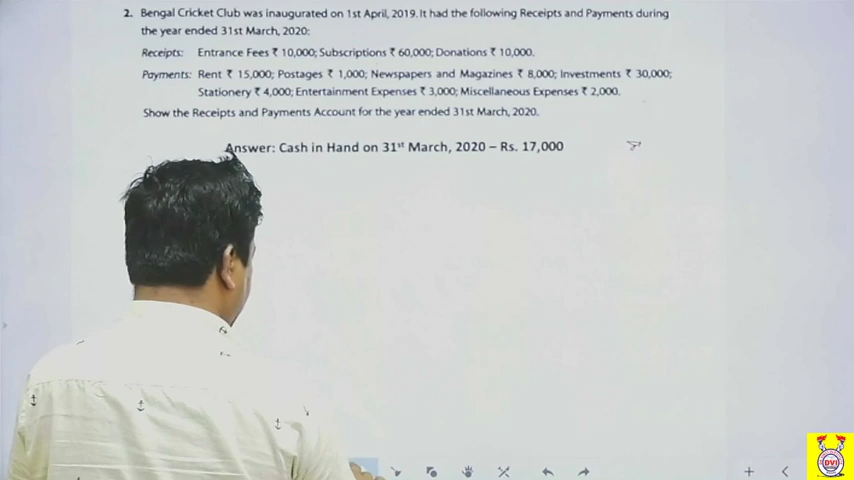 2. Bengal Cricket Club was inaugurated on 1st April, 2019. It had the following Receipts and Payments during
the year ended 31st March, 2020:
Receipts: Entrance Fees ₹ 10,000; Subscriptions ₹ 60,000; Donations ₹ 10,000.
Payments: Rent ₹ 15,000; Postages ₹ 1,000; Newspapers and Magazines ₹ 8,000; Investments ₹ 30,000;
Stationery ₹ 4,000; Entertainment Expenses ₹ 3,000; Miscellaneous Expenses ₹ 2,000.
Show the Receipts and Payments Account for the year ended 31st March, 2020.
Answer: Cash in Hand on 31st March, 2020 – Rs. 17,000
DVI